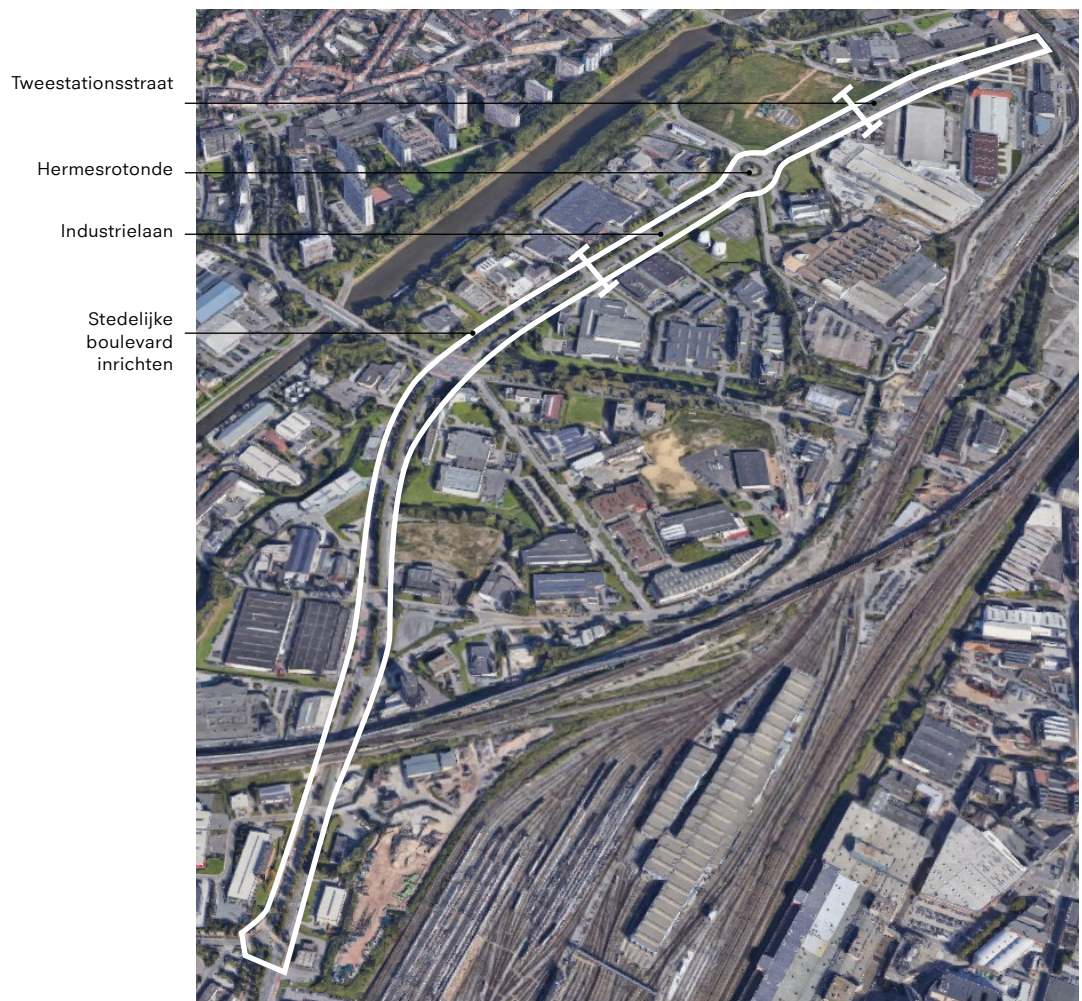 Tweestationsstraat
Hermesrotonde
Industrielaan
Stedelijke
boulevard
inrichten